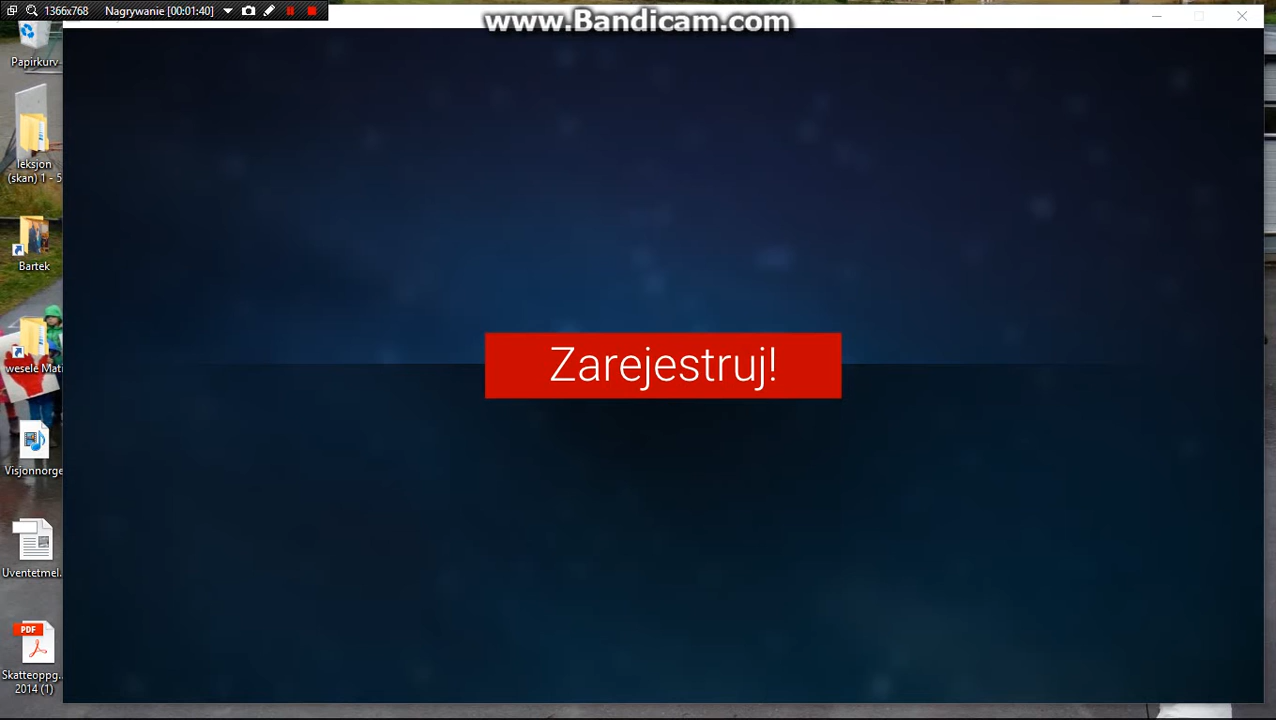 1366x768 Nagrywanie [00:01:40]
www.Bandicam.com
Papirkurv
leksjon
(skan) 1 - 5
Bartek
wesele Mati
Visjonnorge
Zarejestruj!
Uventetmel...
PDF
Skatteoppg...
2014 (1)